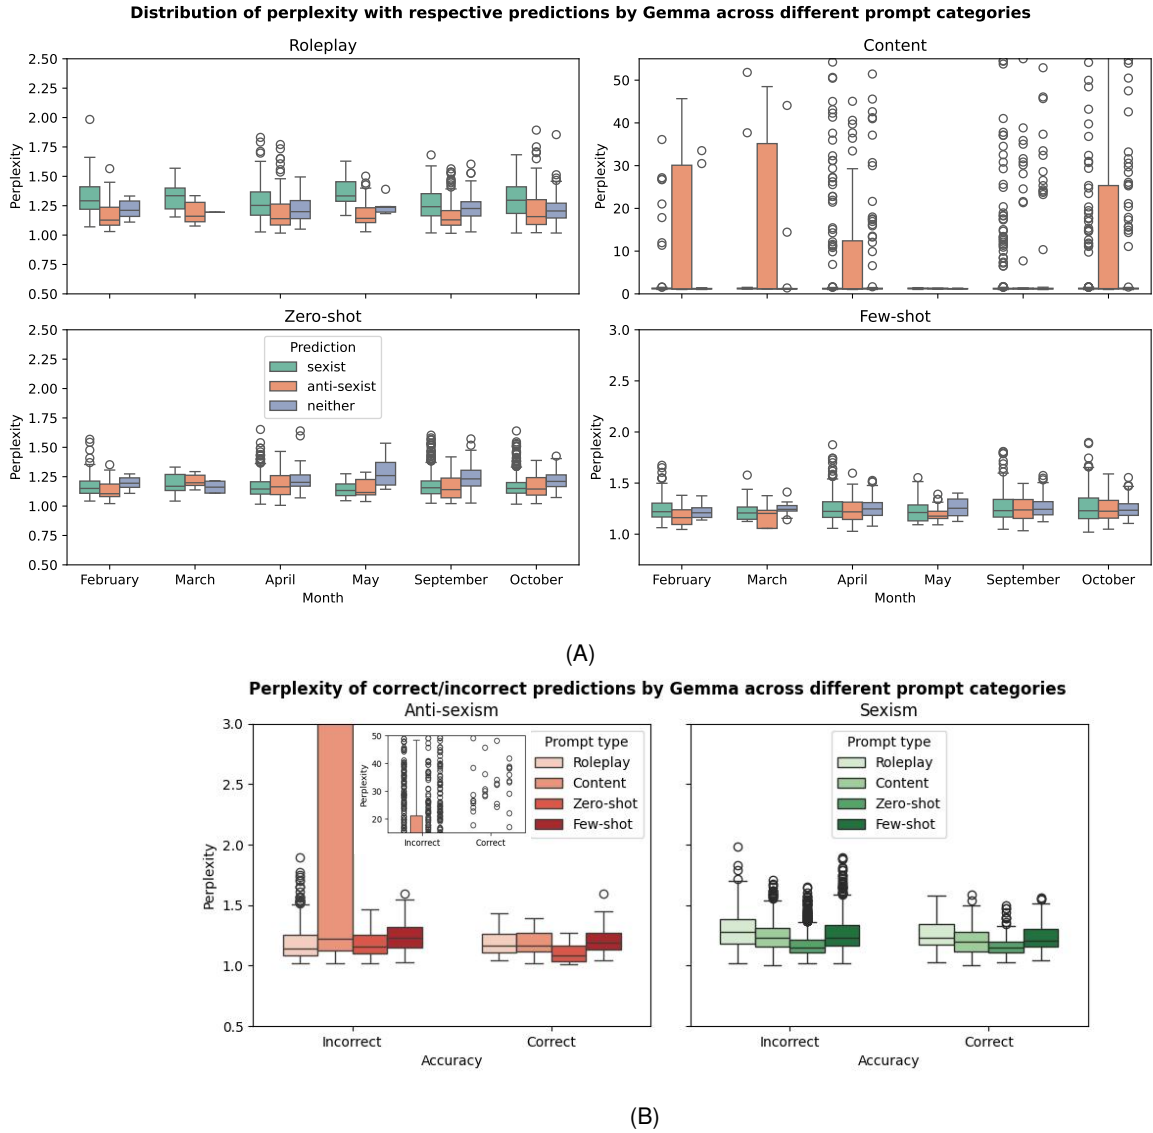 Distribution of perplexity with respective predictions by Gemma across different prompt categories
Roleplay
Perplexity
2.50
2.25
2.00
1.75
1.50
1.25
1.00
0.75
0.50
Content
Perplexity
50
40
30
20
10
0
Zero-shot
Perplexity
2.50
2.25
2.00
1.75
1.50
1.25
1.00
0.75
0.50
Prediction
sexist
anti-sexist
neither
February March April May September October
Month
Few-shot
Perplexity
3.0
2.5
2.0
1.5
1.0
February March April May September October
Month
(A)
Perplexity of correct/incorrect predictions by Gemma across different prompt categories
Anti-sexism
Perplexity
3.0
2.5
2.0
1.5
1.0
0.5
Perplexity
50
40
30
20
Incorrect Correct
Prompt type
Roleplay
Content
Zero-shot
Few-shot
Incorrect Correct
Accuracy
Sexism
Prompt type
Roleplay
Content
Zero-shot
Few-shot
Incorrect Correct
Accuracy
(B)